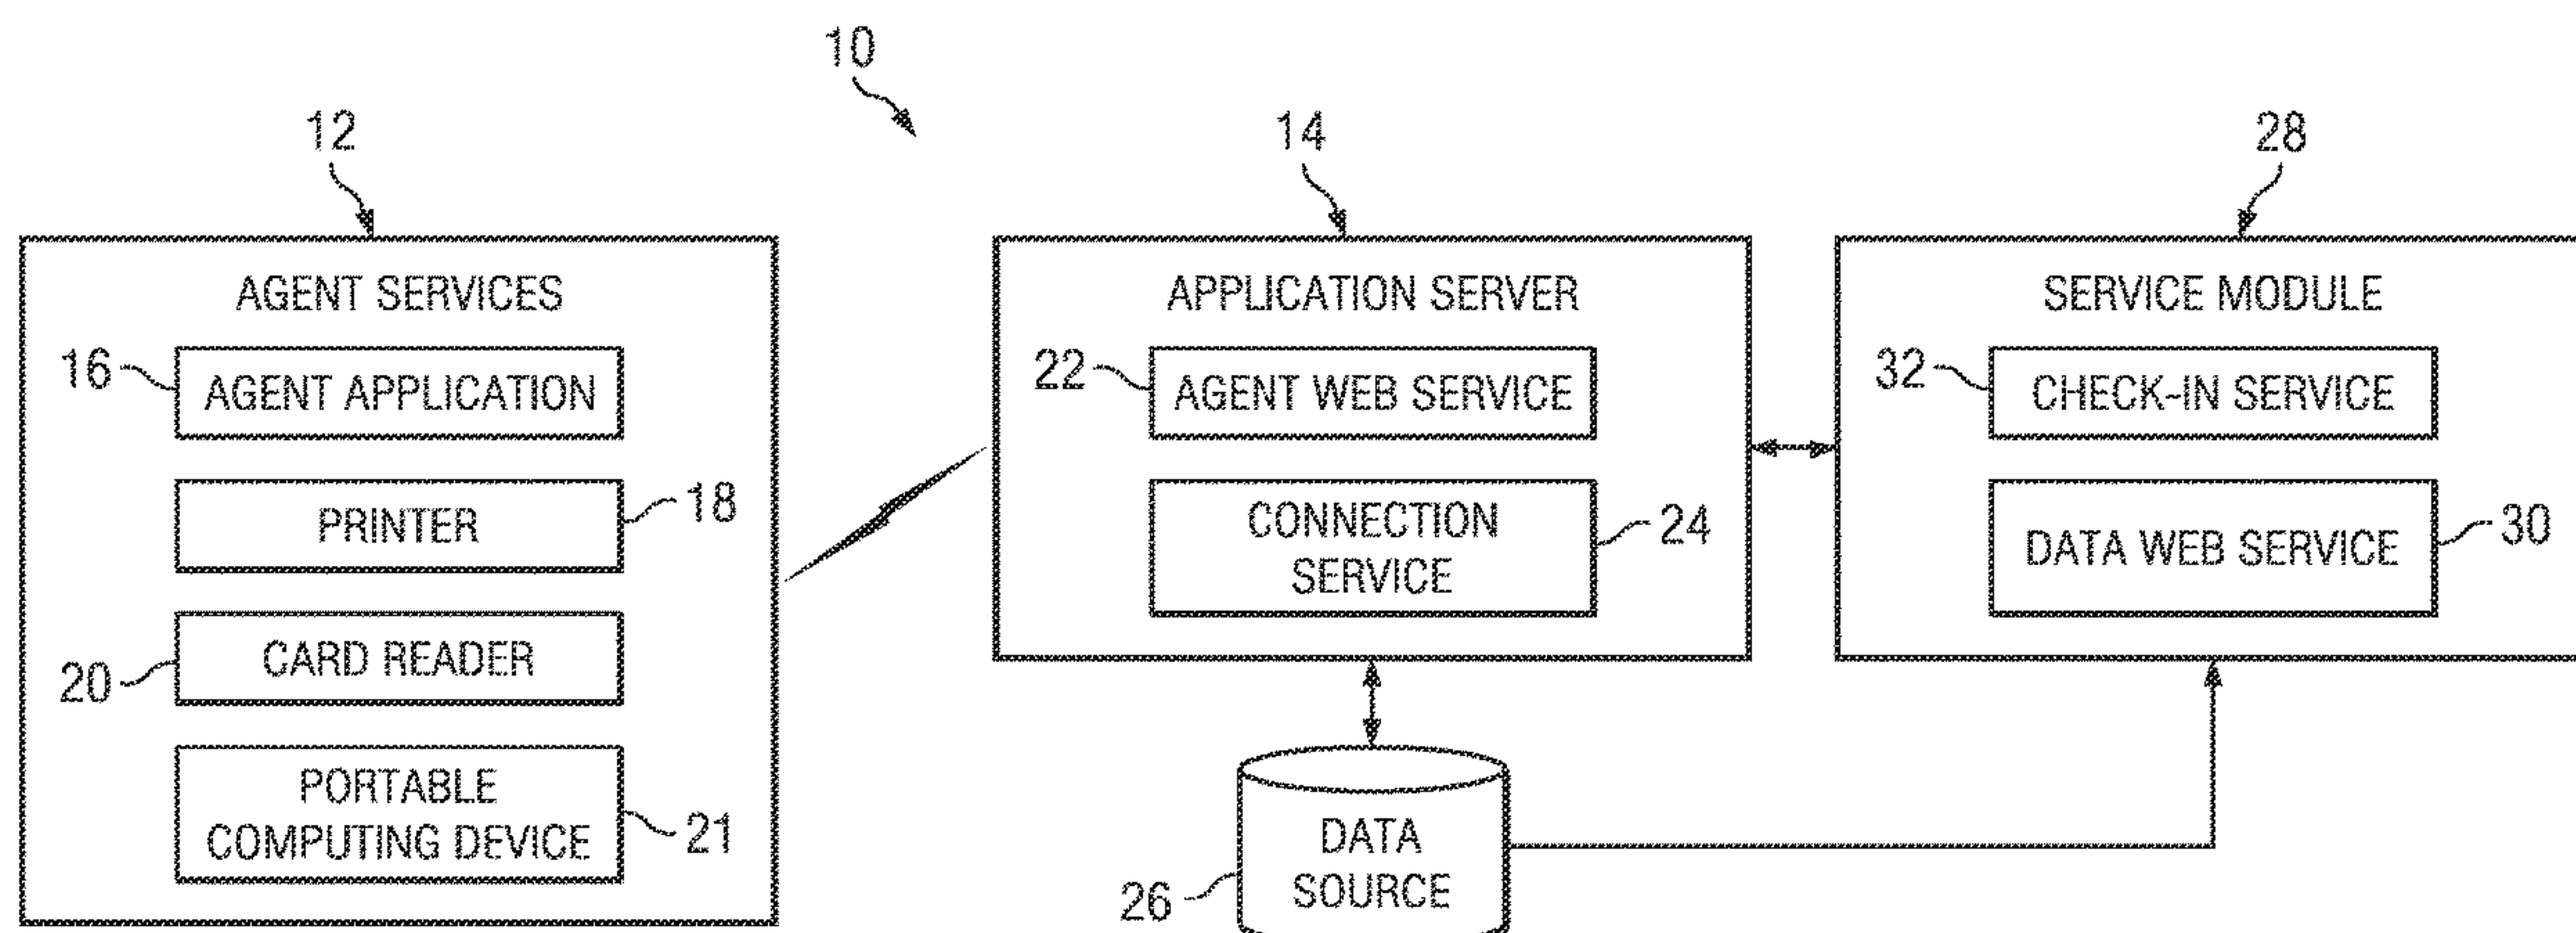 10
12
14
28
AGENT SERVICES
16
AGENT APPLICATION
PRINTER
18
20
CARD READER
PORTABLE
COMPUTING DEVICE
21
APPLICATION SERVER
22
AGENT WEB SERVICE
CONNECTION
SERVICE
24
DATA
SOURCE
26
SERVICE MODULE
32
CHECK-IN SERVICE
DATA WEB SERVICE
30